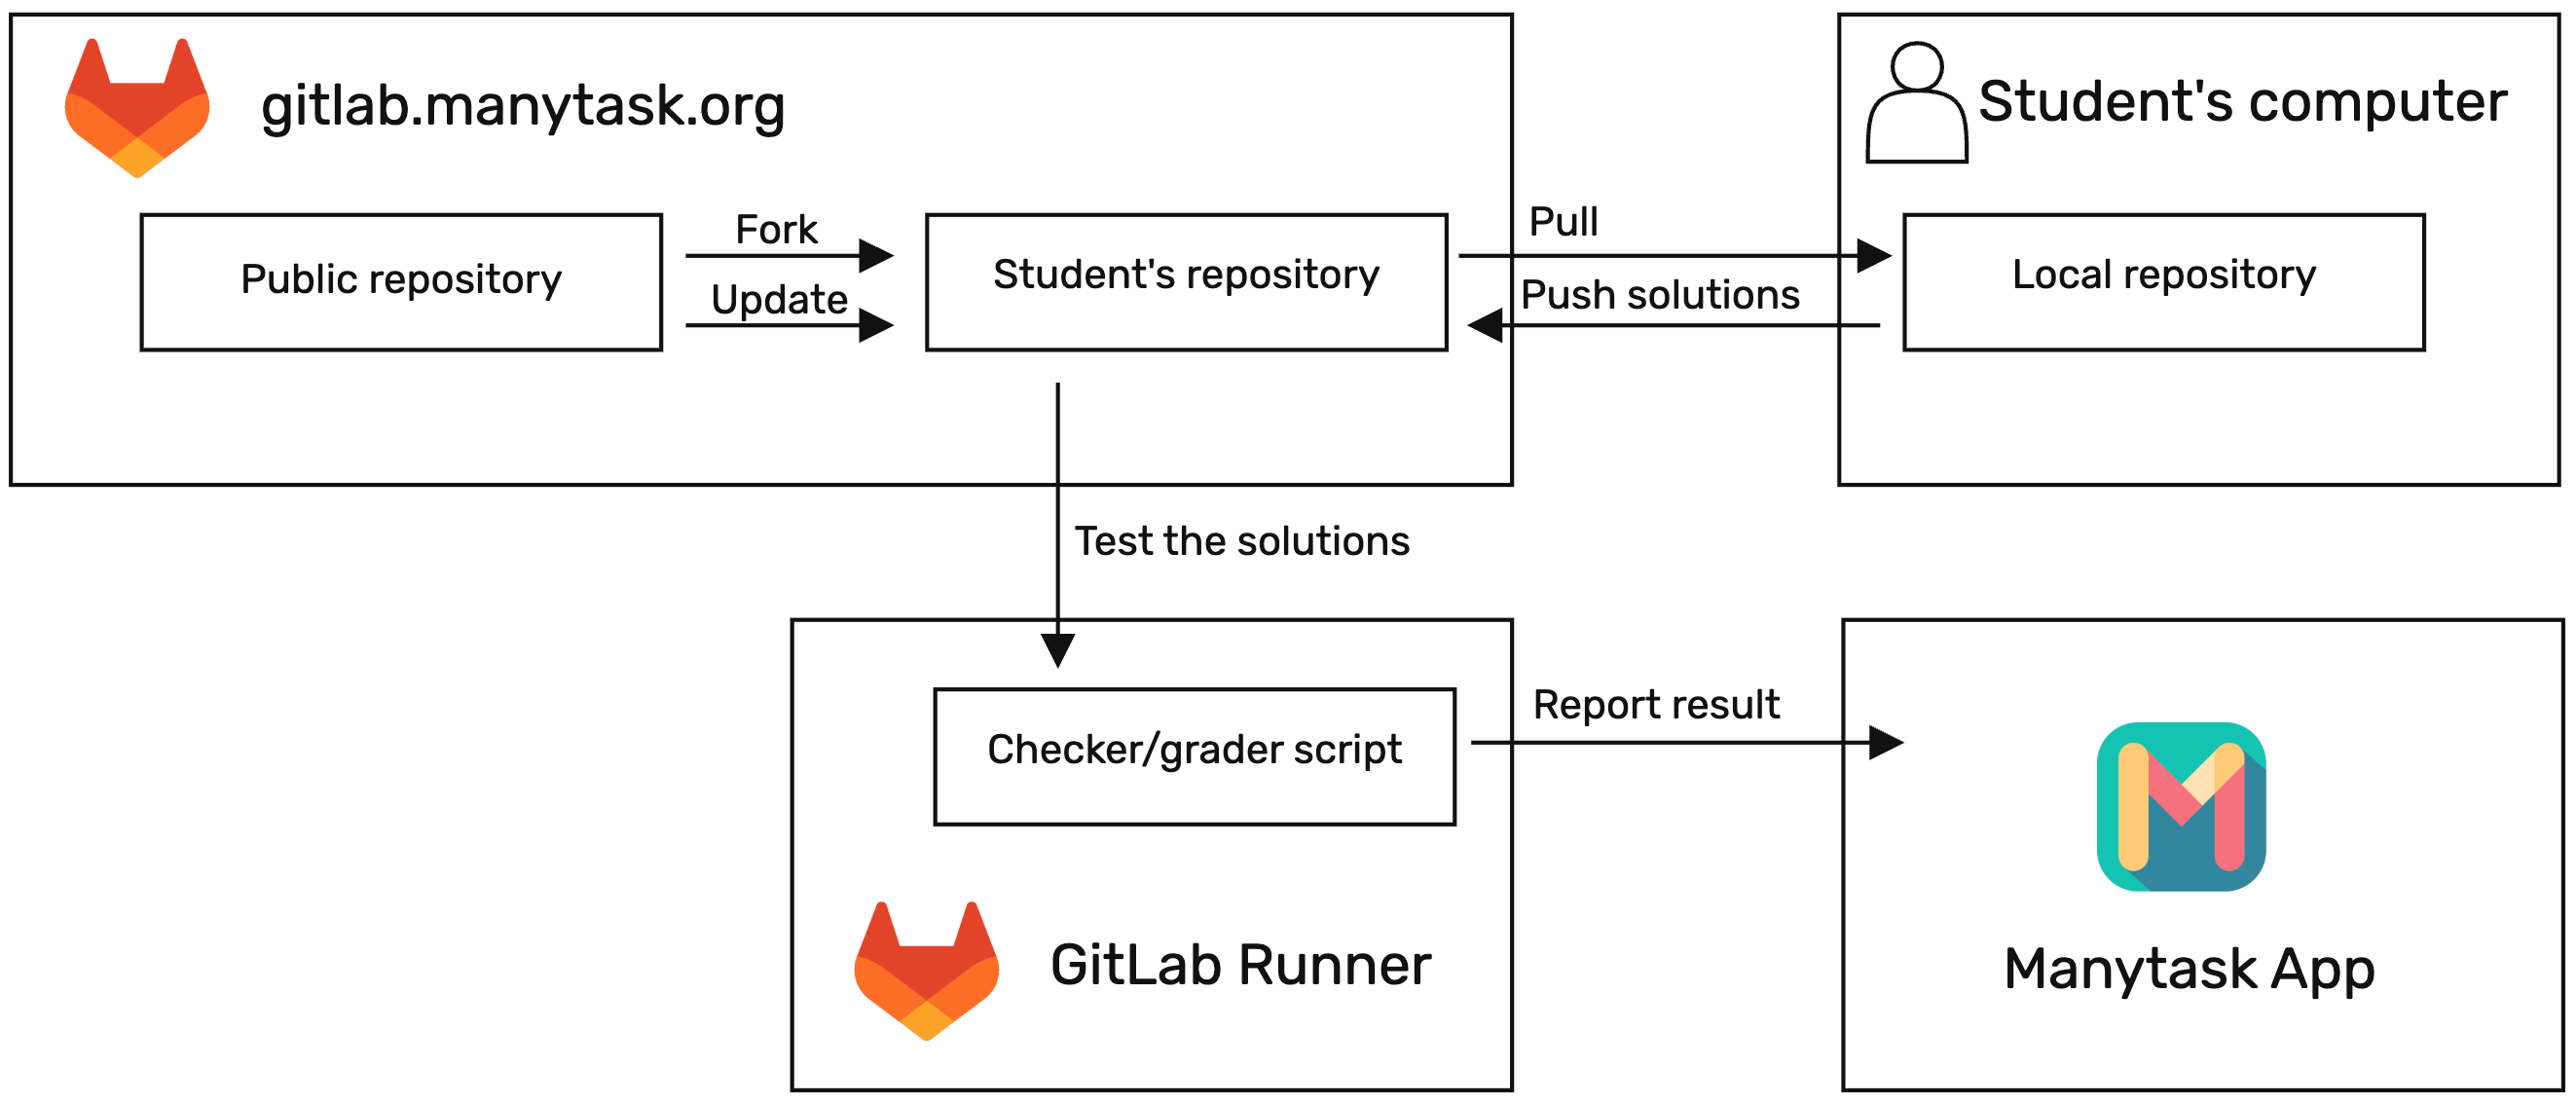 gitlab.manytask.org
Student's computer
Public repository
Fork
Update
Student's repository
Pull
Push solutions
Local repository
Test the solutions
Checker/grader script
Report result
GitLab Runner
Manytask App